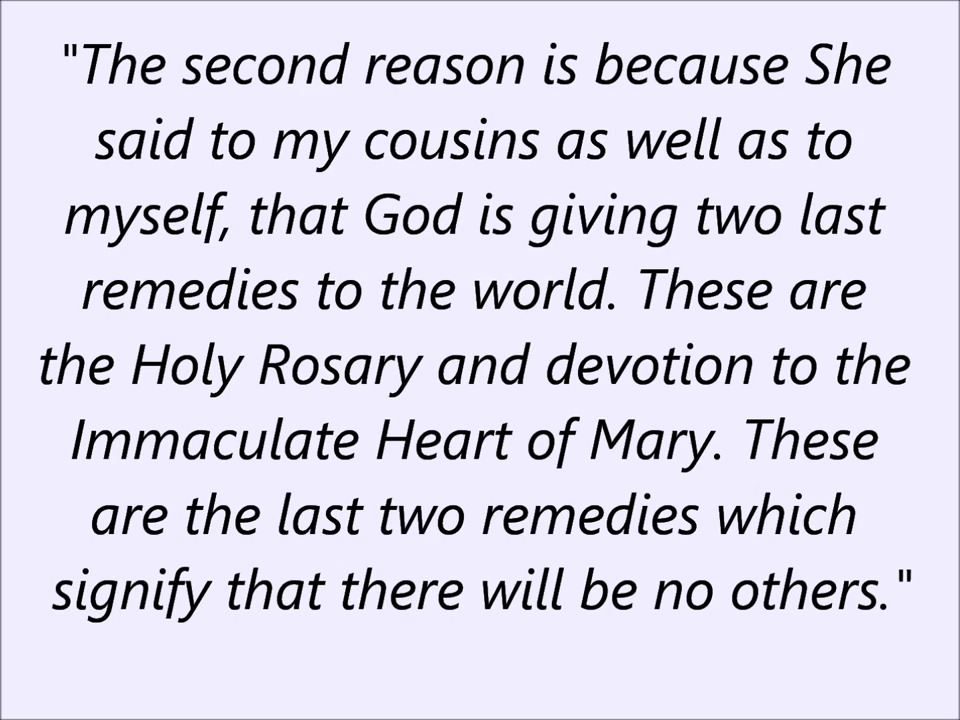 "The second reason is because She
said to my cousins as well as to
myself, that God is giving two last
remedies to the world. These are
the Holy Rosary and devotion to the
Immaculate Heart of Mary. These
are the last two remedies which
signify that there will be no others."